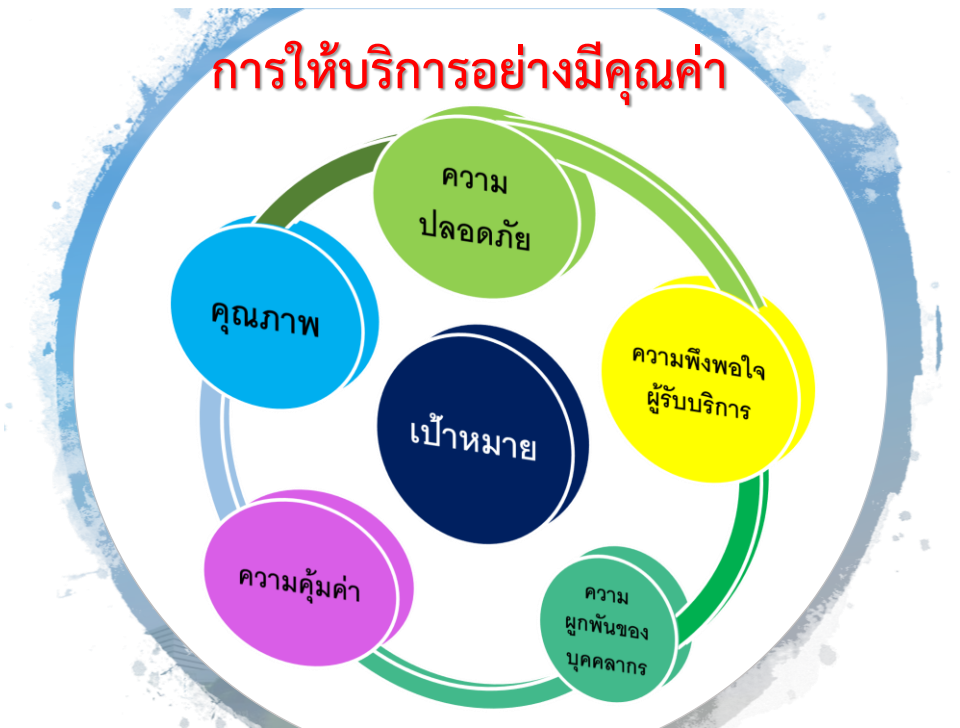 การให้บริการอย่างมีคุณค่า
ความ
ปลอดภัย
คุณภาพ
ความพึงพอใจ
ผู้รับบริการ
เป้าหมาย
ความคุ้มค่า
ความ
ผูกพันของ
บุคคลากร